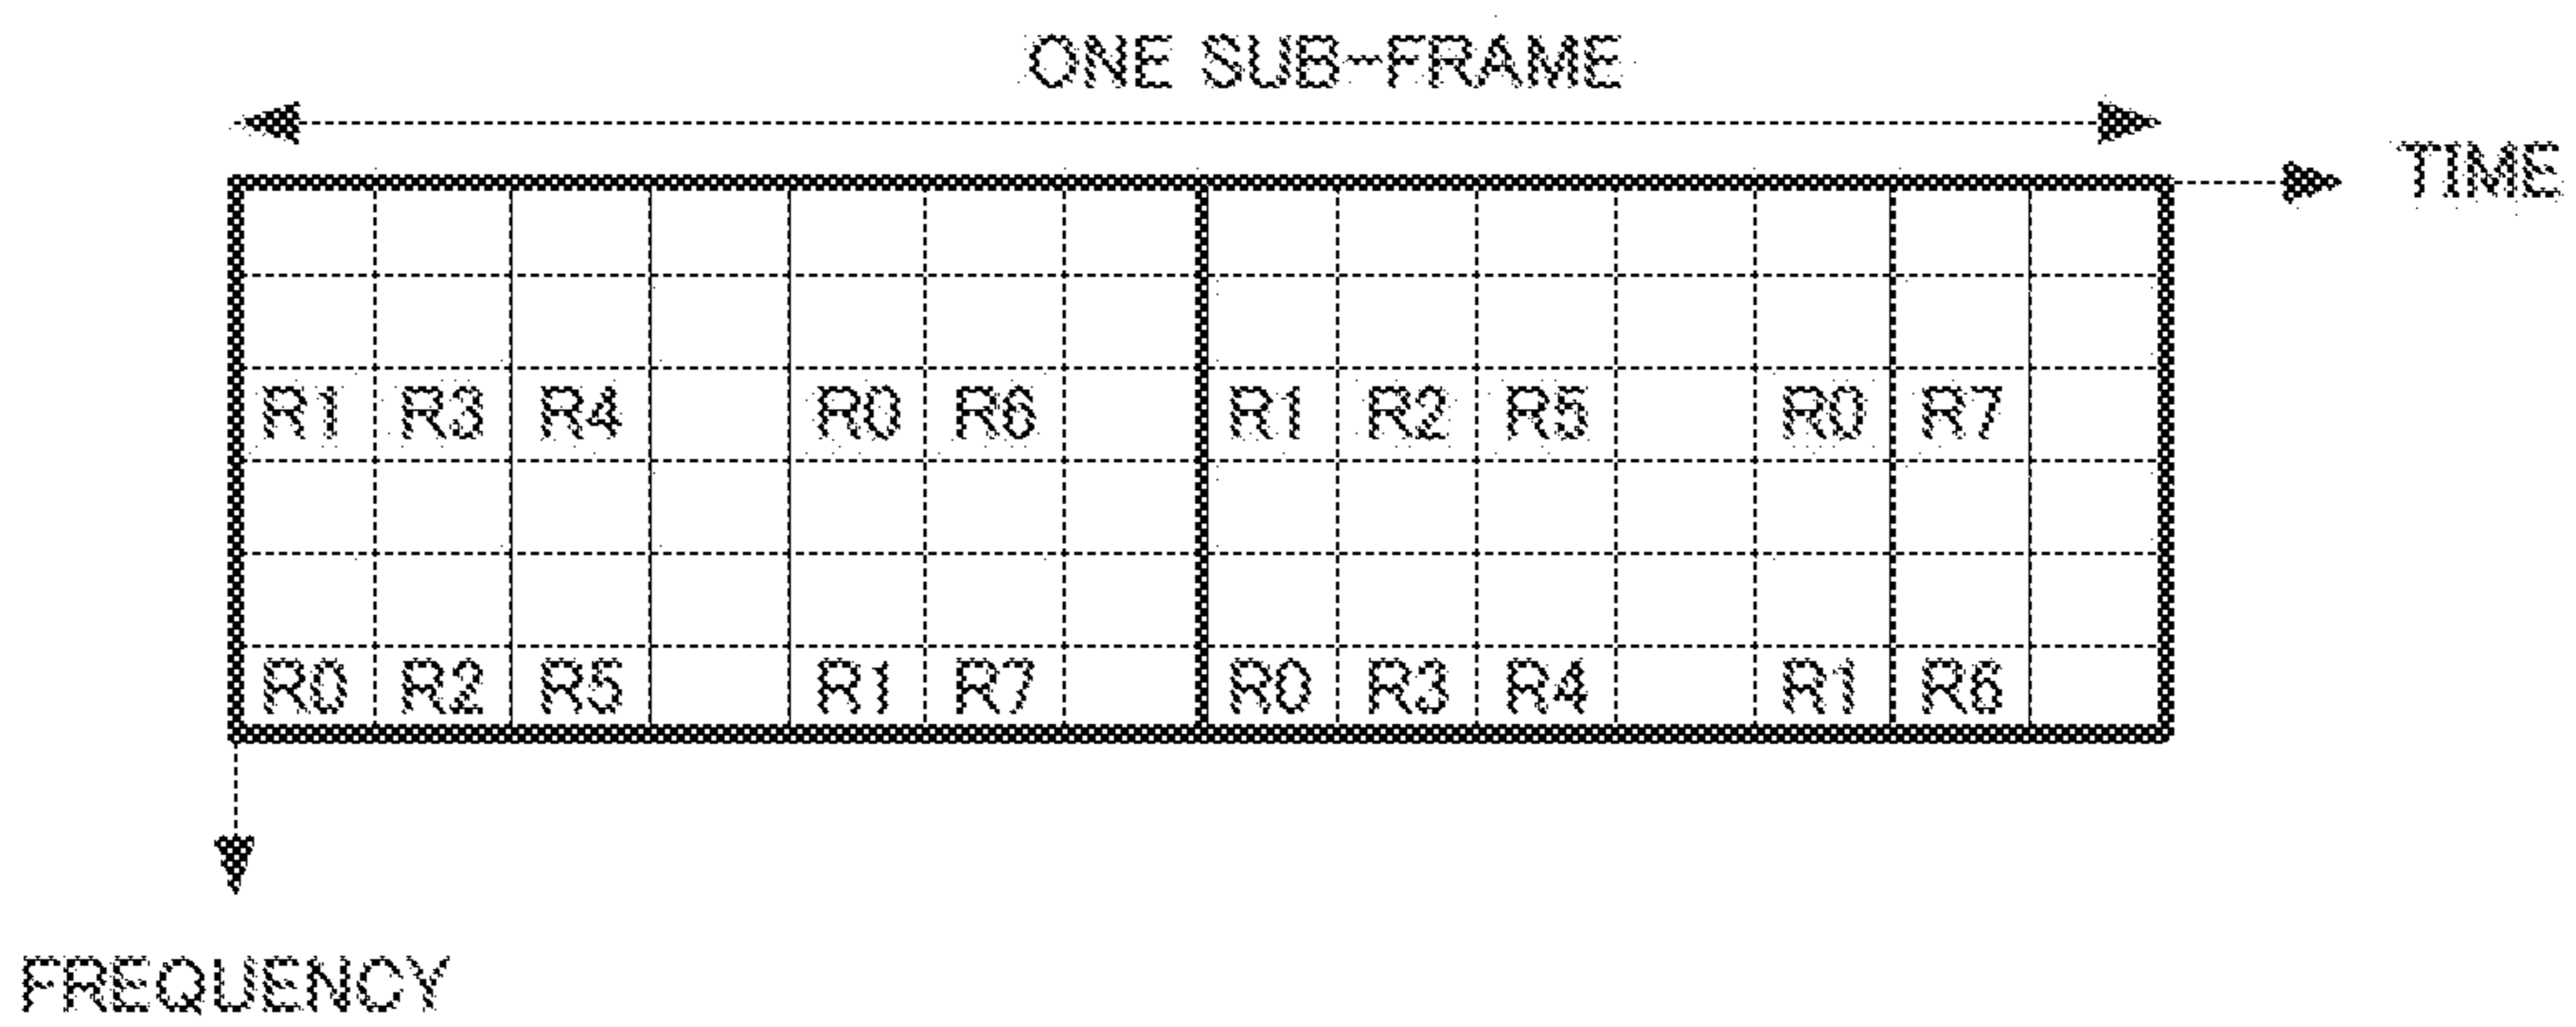 ONE SUB-FRAME
TIME
R1 R3 R4 R0 R6 R1 R2 R5 R0 R7
R0 R2 R5 R1 R7 R0 R3 R4 R1 R6
FREQUENCY